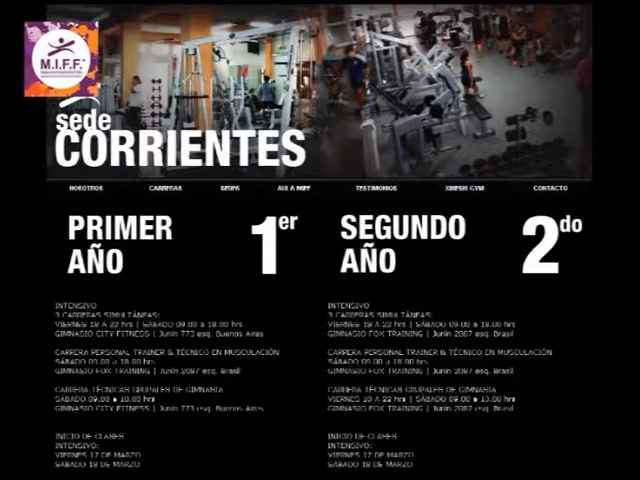 M.I.F.F.
sede
CORRIENTES
NOSOTROS CARRERAS SEDES AULA MIFF TESTIMONIOS XINESIS GYM CONTACTO
PRIMER
AÑO
1er
SEGUNDO
AÑO
2do
INTENSIVO
3 CARRERAS SIMULTÁNEAS:
VIERNES 18 A 22 hrs | SÁBADO 09.00 a 18.00 hrs
GIMNASIO CITY FITNESS | Junín 773 esq. Buenos Aires
CARRERA PERSONAL TRAINER & TÉCNICO EN MUSCULACIÓN
SÁBADO 09.00 a 18.00 hrs
GIMNASIO FOX TRAINING | Junín 2087 esq. Brasil
CARRERA TÉCNICAS GRUPALES DE GIMNASIA
SÁBADO 09.00 a hrs
GIMNASIO CITY FITNESS | Junín 773 esq. Buenos Aires
INICIO DE CLASES
INTENSIVO:
VIERNES 17 DE MARZO
SÁBADO 18 DE MARZO
INTENSIVO
3 CARRERAS SIMULTÁNEAS:
VIERNES 18 A 22 hrs | SÁBADO 09.00 a 18.00 hrs
GIMNASIO FOX TRAINING | Junín 2087 esq. Brasil
CARRERA PERSONAL TRAINER & TÉCNICO EN MUSCULACIÓN
SÁBADO 09.00 a 18.00 hrs
GIMNASIO FOX TRAINING | Junín 2087 esq. Brasil
CARRERA TÉCNICAS GRUPALES DE GIMNASIA
VIERNES 18 A 22 hrs | SÁBADO 09.00 a 13.00 hrs
GIMNASIO FOX TRAINING | Junín 2087 esq. Brasil
INICIO DE CLASES
INTENSIVO:
VIERNES 17 DE MARZO
SÁBADO 18 DE MARZO